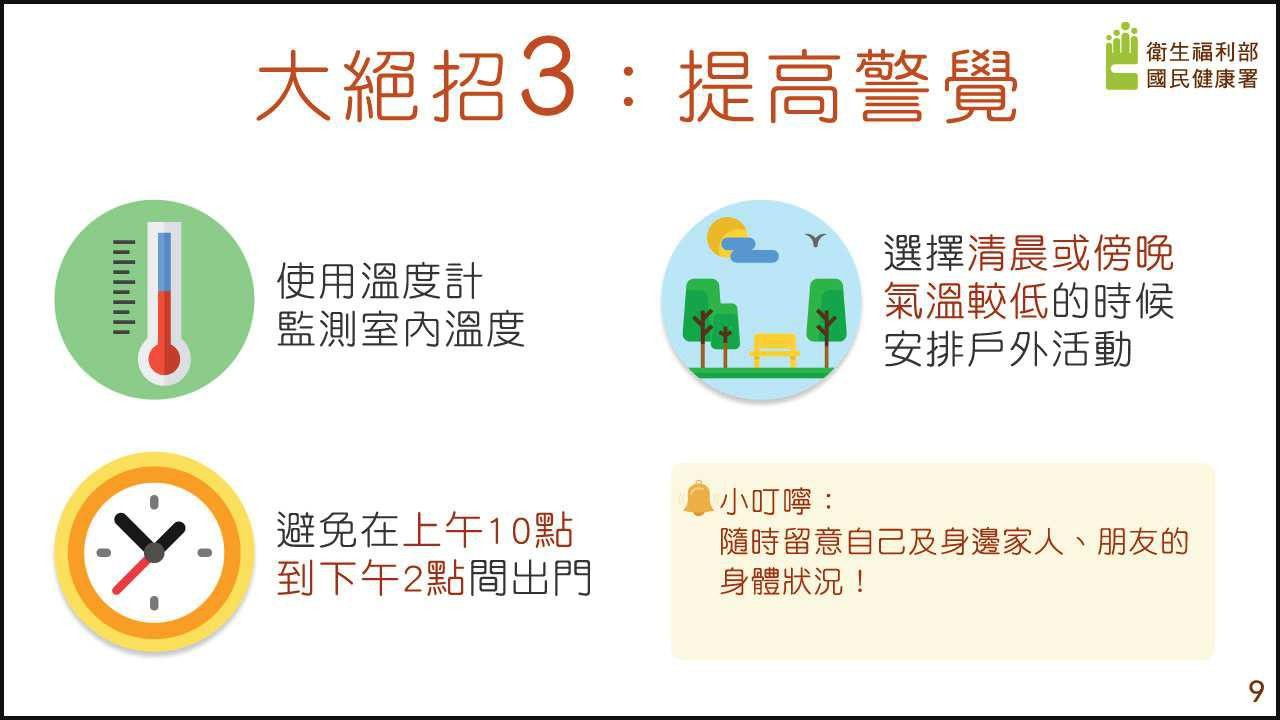 大絕招3：提高警覺
衛生福利部
國民健康署
使用溫度計
監測室內溫度
選擇清晨或傍晚
氣溫較低的時候
安排戶外活動
避免在上午10點
到下午2點間出門
小叮嚀：
隨時留意自己及身邊家人、朋友的
身體狀況！
9